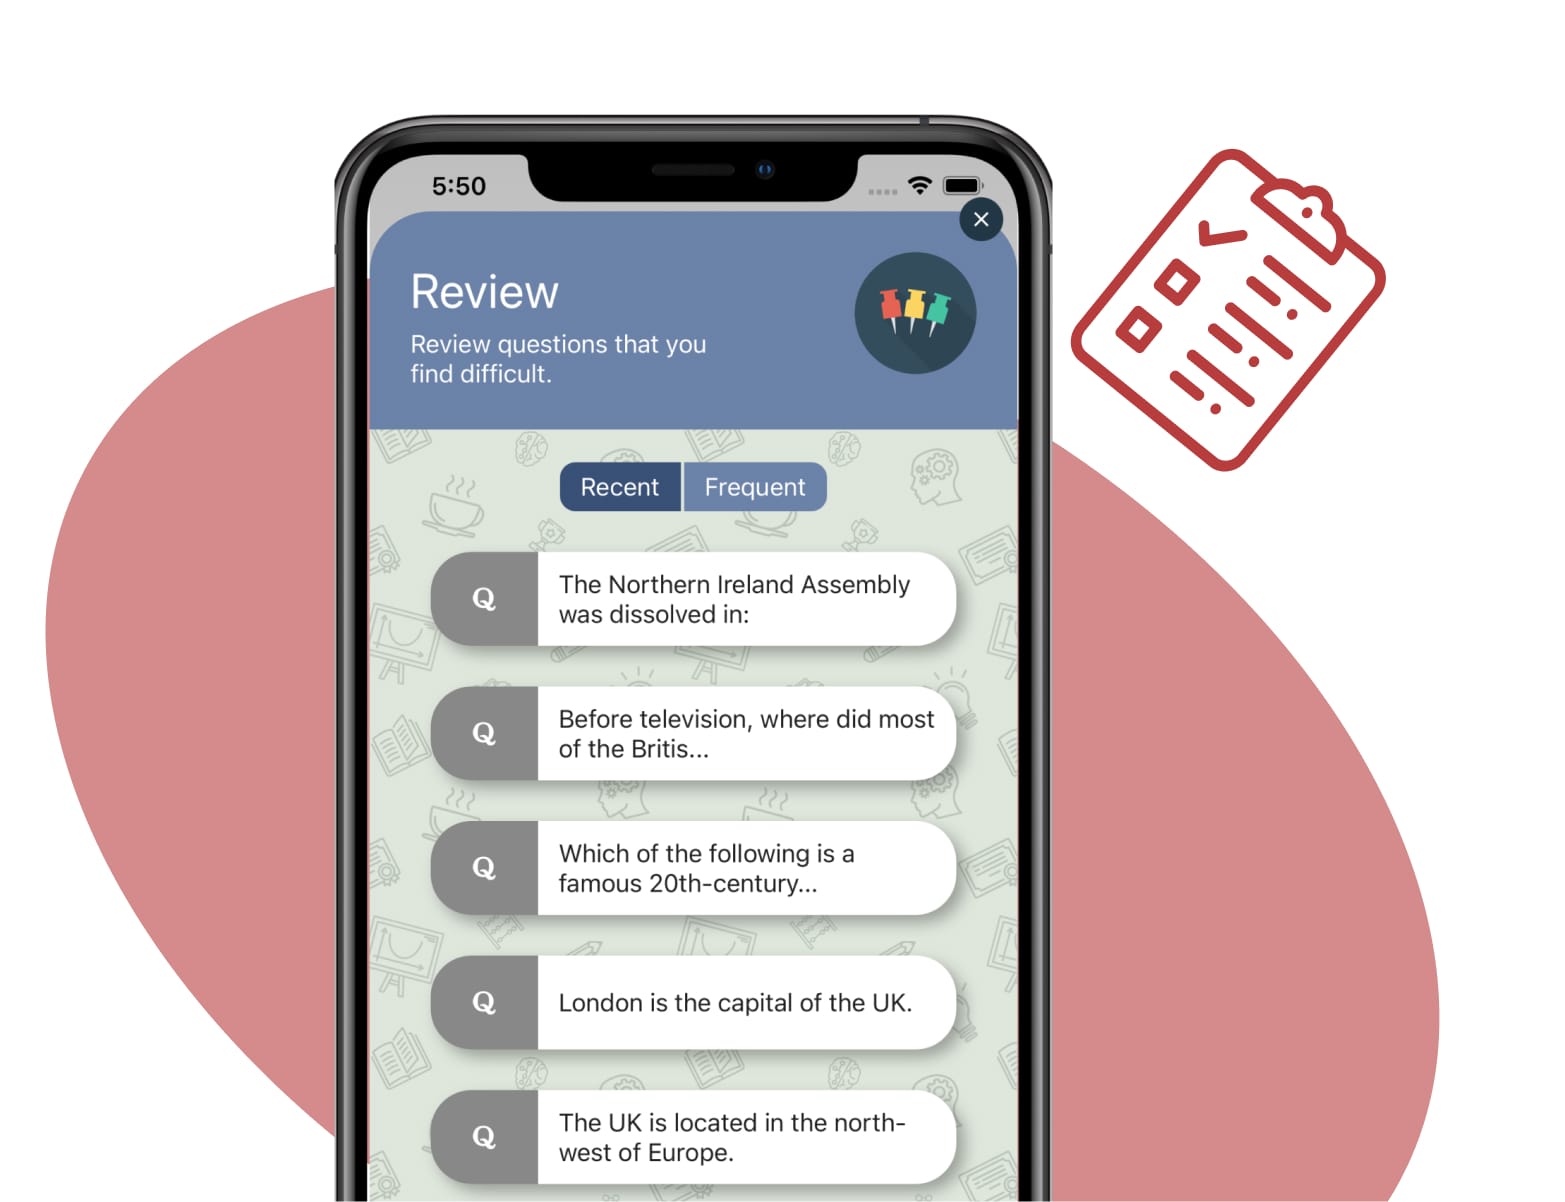 5:50
Review
Review questions that you
find difficult.
Recent
Frequent
Q
The Northern Ireland Assembly
was dissolved in:
Q
Before television, where did most
of the Britis...
Q
Which of the following is a
famous 20th-century...
Q
London is the capital of the UK.
Q
The UK is located in the north-
west of Europe.